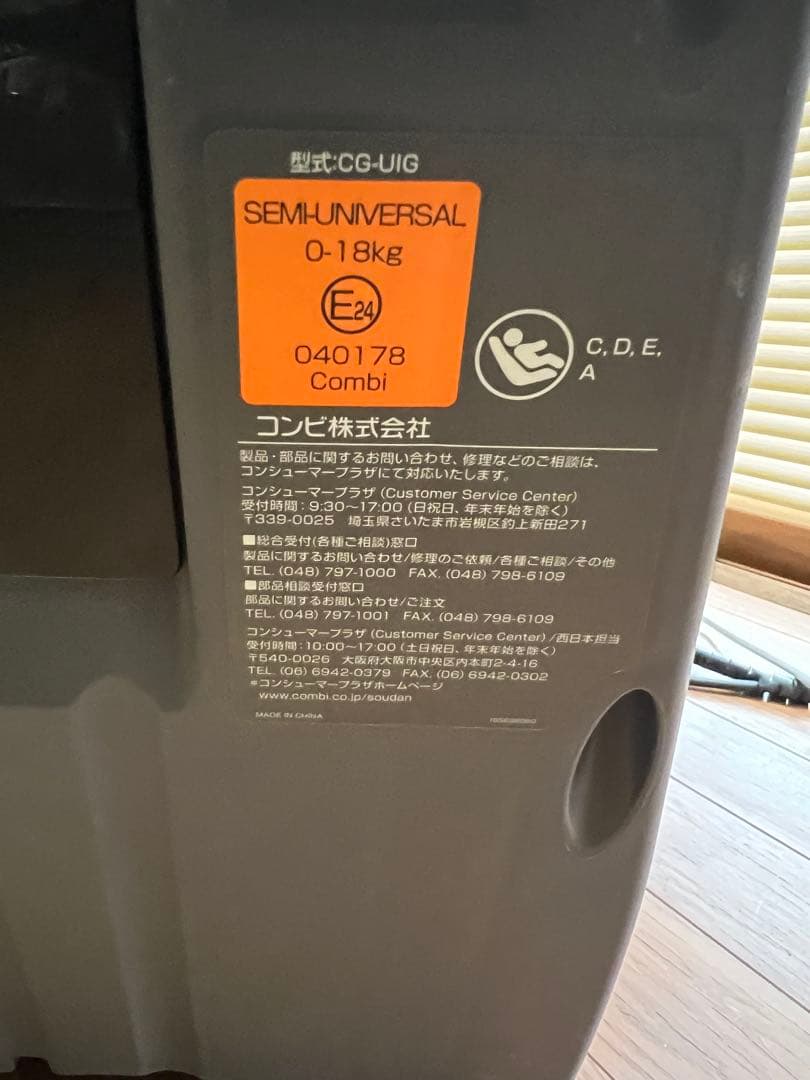 型式:CG-UIG
SEMI-UNIVERSAL
0-18kg
E24
040178
Combi
C, D, E,
A
コンビ株式会社
製品・部品に関するお問い合わせ、修理などのご相談は、
コンシューマープラザにて対応いたします。
コンシューマープラザ (Customer Service Center)
受付時間:9:30〜17:00 (日祝日、年末年始を除く)
〒339-0025 埼玉県さいたま市岩槻区釣上新田271
■総合受付(各種ご相談)窓口
製品に関するお問い合わせ/修理のご依頼/各種ご相談/その他
TEL. (048) 797-1000 FAX. (048) 798-6109
■部品相談受付窓口
部品に関するお問い合わせ/ご注文
TEL. (048) 797-1001 FAX. (048) 798-6109
コンシューマープラザ (Customer Service Center) /西日本担当
受付時間:10:00〜17:00 (土日祝日、年末年始を除く)
〒540-0026 大阪府大阪市中央区内本町2-4-16
TEL. (06) 6942-0379 FAX. (06) 6942-0302
*コンシューマープラザホームページ
www.combi.co.jp/soudan
MADE IN CHINA